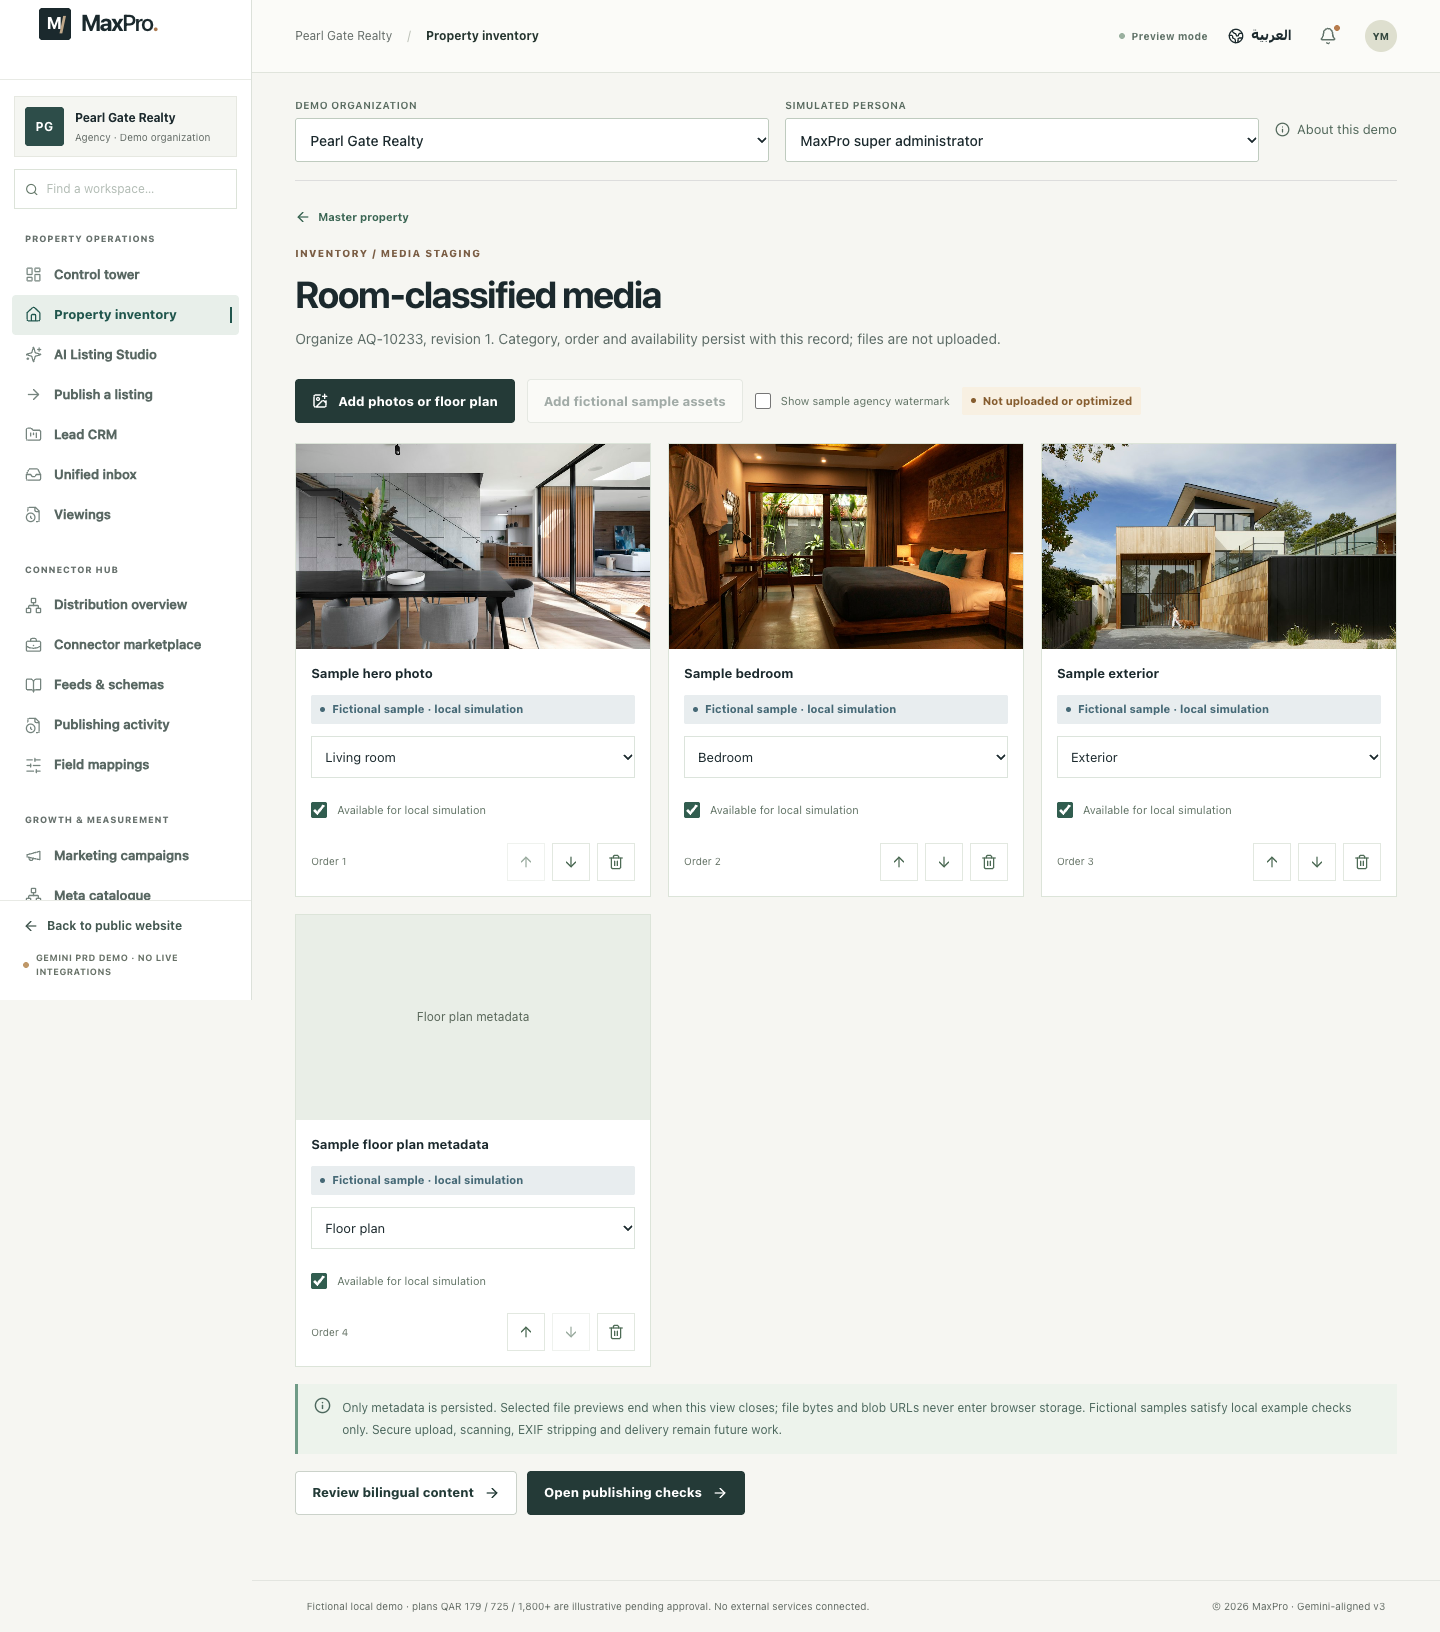 M/ MaxPro.
Pearl Gate Realty / Property inventory
Preview mode
العربية
YM
PG
Pearl Gate Realty
Agency · Demo organization
Find a workspace...
PROPERTY OPERATIONS
Control tower
Property inventory
AI Listing Studio
Publish a listing
Lead CRM
Unified inbox
Viewings
CONNECTOR HUB
Distribution overview
Connector marketplace
Feeds & schemas
Publishing activity
Field mappings
GROWTH & MEASUREMENT
Marketing campaigns
Meta catalogue
Back to public website
GEMINI PRD DEMO · NO LIVE
INTEGRATIONS
DEMO ORGANIZATION
Pearl Gate Realty
SIMULATED PERSONA
MaxPro super administrator
About this demo
Master property
INVENTORY / MEDIA STAGING
Room-classified media
Organize AQ-10233, revision 1. Category, order and availability persist with this record; files are not uploaded.
Add photos or floor plan
Add fictional sample assets
Show sample agency watermark
Not uploaded or optimized
Sample hero photo
Fictional sample · local simulation
Living room
Available for local simulation
Order 1
Sample bedroom
Fictional sample · local simulation
Bedroom
Available for local simulation
Order 2
Sample exterior
Fictional sample · local simulation
Exterior
Available for local simulation
Order 3
Floor plan metadata
Sample floor plan metadata
Fictional sample · local simulation
Floor plan
Available for local simulation
Order 4
Only metadata is persisted. Selected file previews end when this view closes; file bytes and blob URLs never enter browser storage. Fictional samples satisfy local example checks
only. Secure upload, scanning, EXIF stripping and delivery remain future work.
Review bilingual content
Open publishing checks
Fictional local demo · plans QAR 179 / 725 / 1,800+ are illustrative pending approval. No external services connected.
© 2026 MaxPro · Gemini-aligned v3